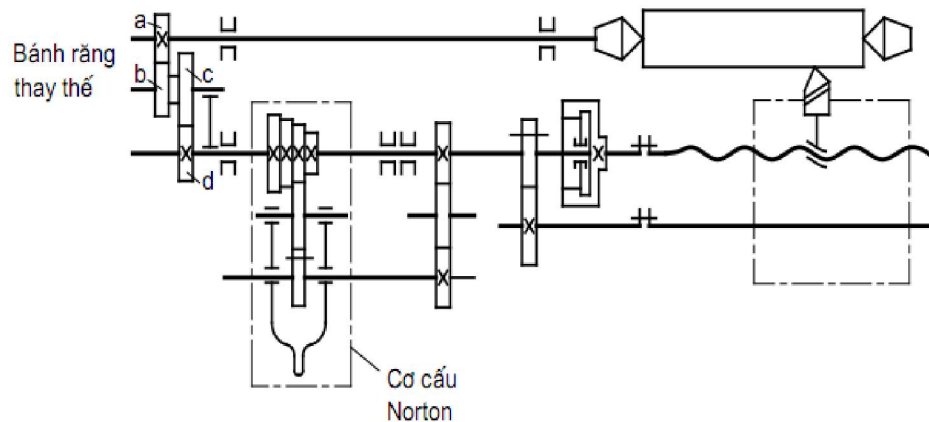 a
Bánh răng
thay thế
b
c
d
Cơ cấu
Norton